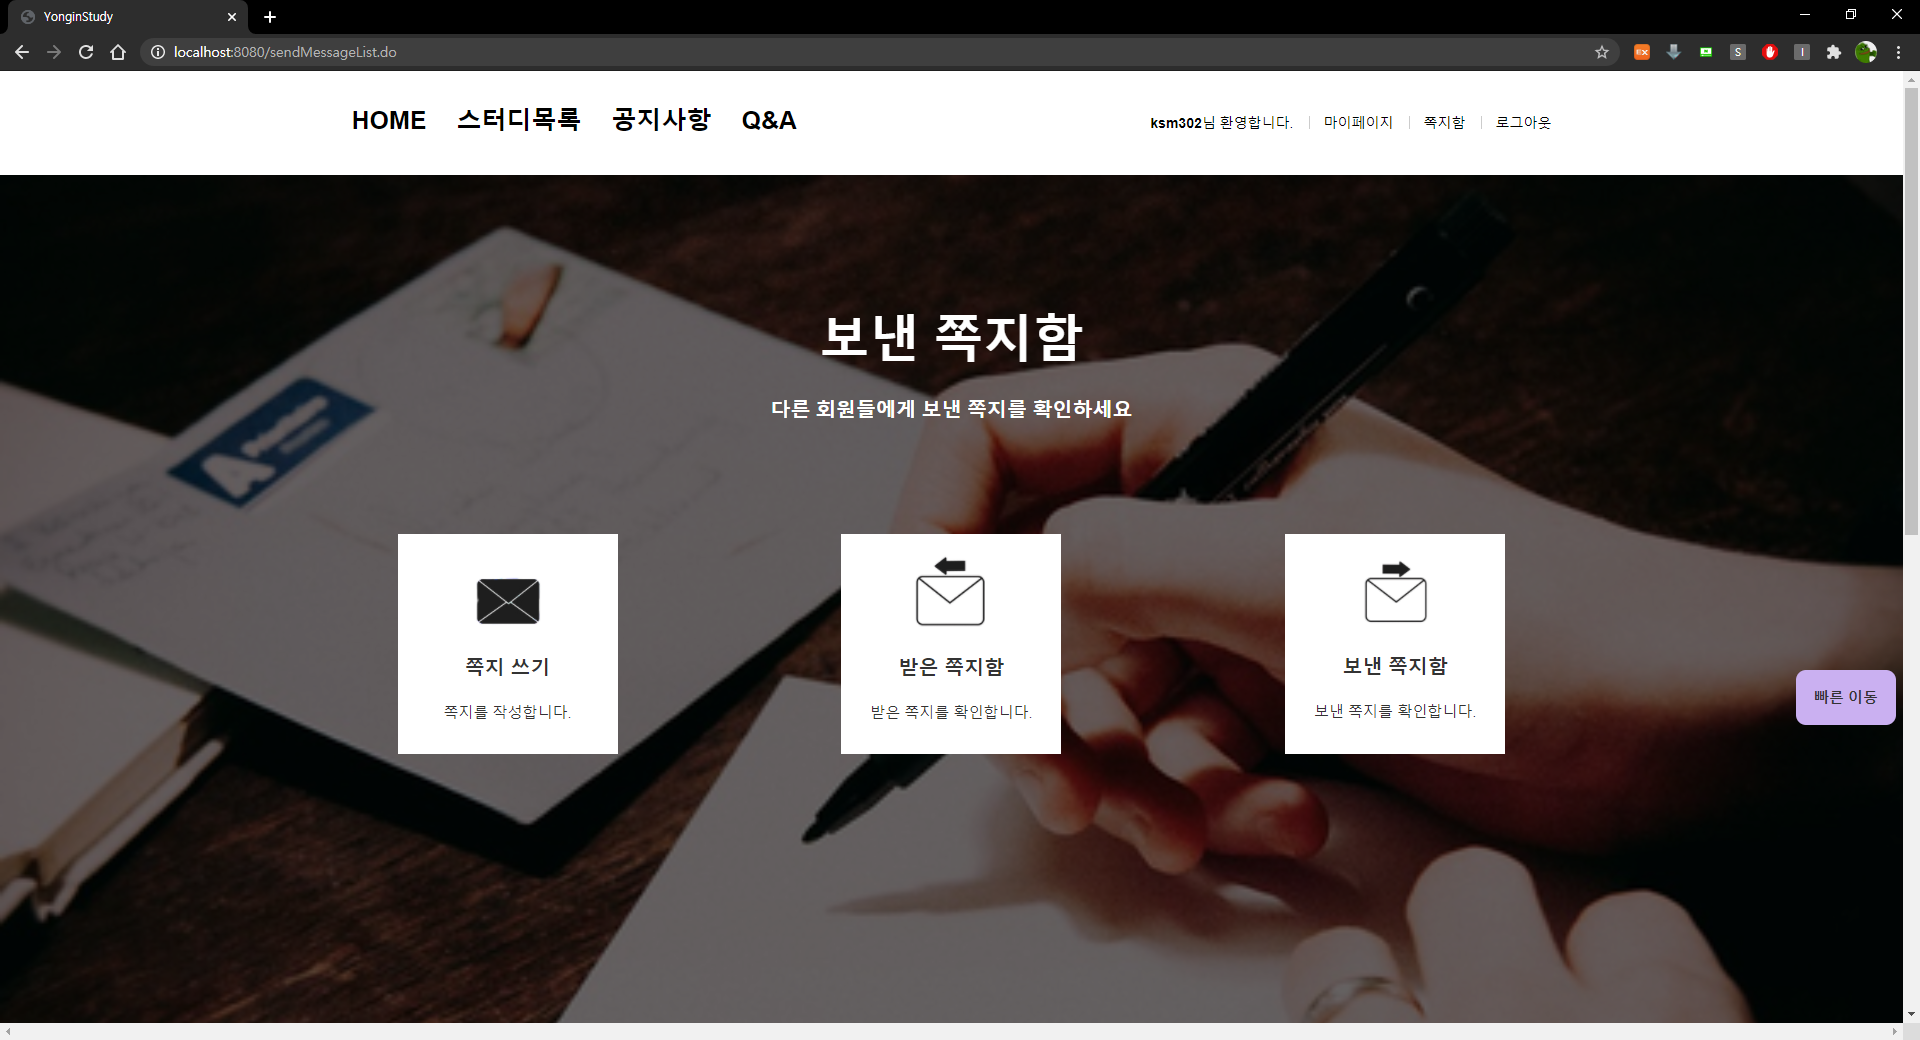 YonginStudy
localhost:8080/sendMessageList.do
HOME 스터디목록 공지사항 Q&A
ksm302님 환영합니다. 마이페이지 쪽지함 로그아웃
보낸 쪽지함
다른 회원들에게 보낸 쪽지를 확인하세요
쪽지 쓰기
쪽지를 작성합니다.
받은 쪽지함
받은 쪽지를 확인합니다.
보낸 쪽지함
보낸 쪽지를 확인합니다.
빠른 이동